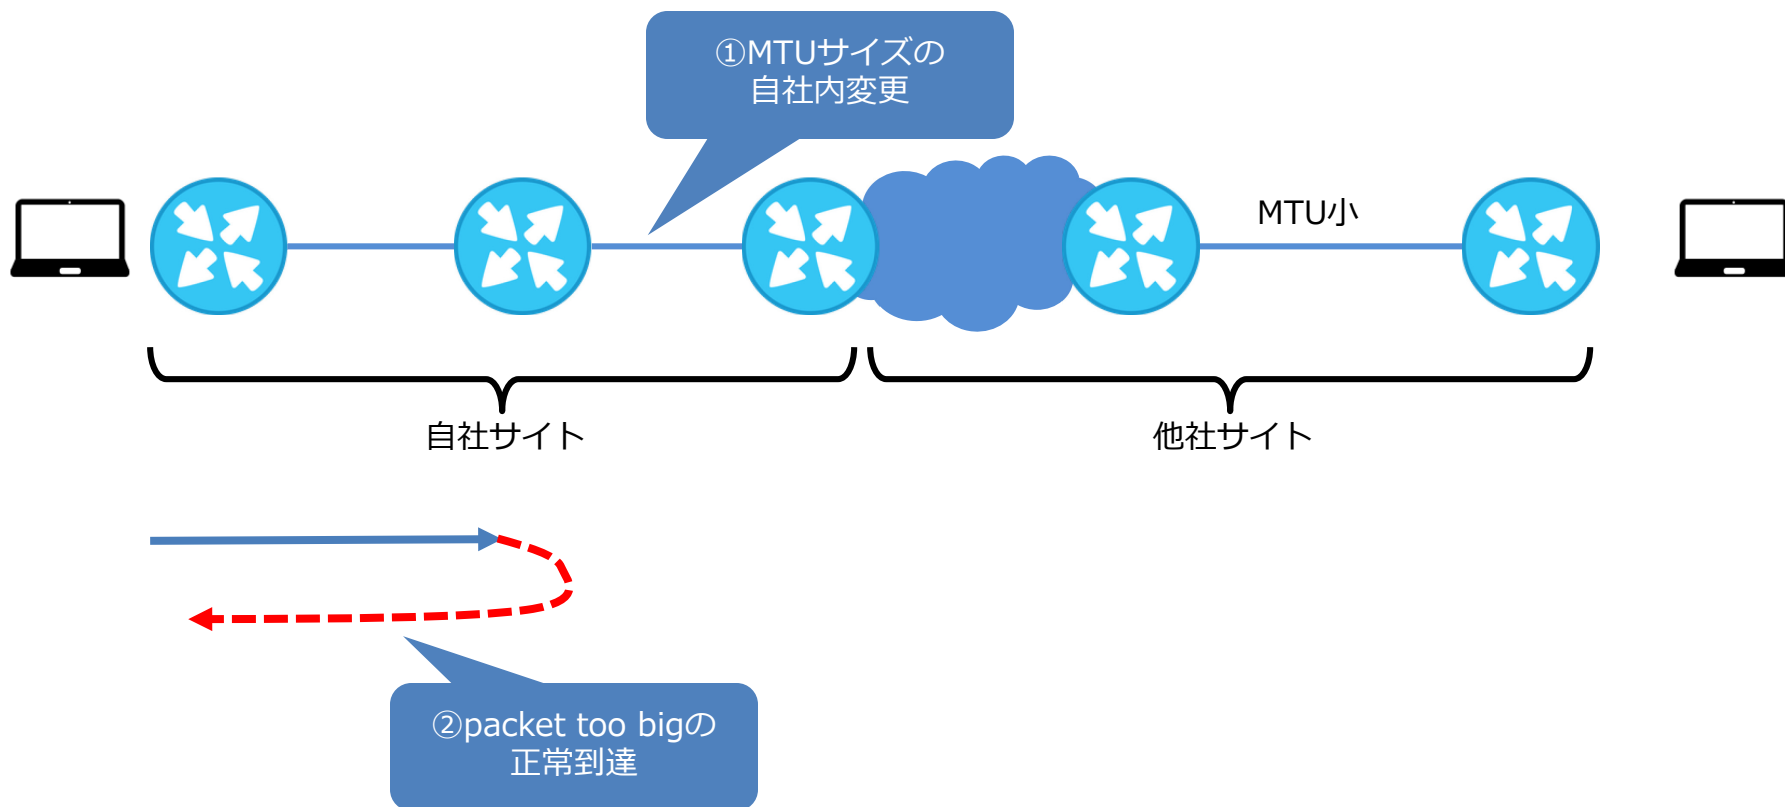 ①MTUサイズの
自社内変更
MTU小
自社サイト
他社サイト
②packet too bigの
正常到達